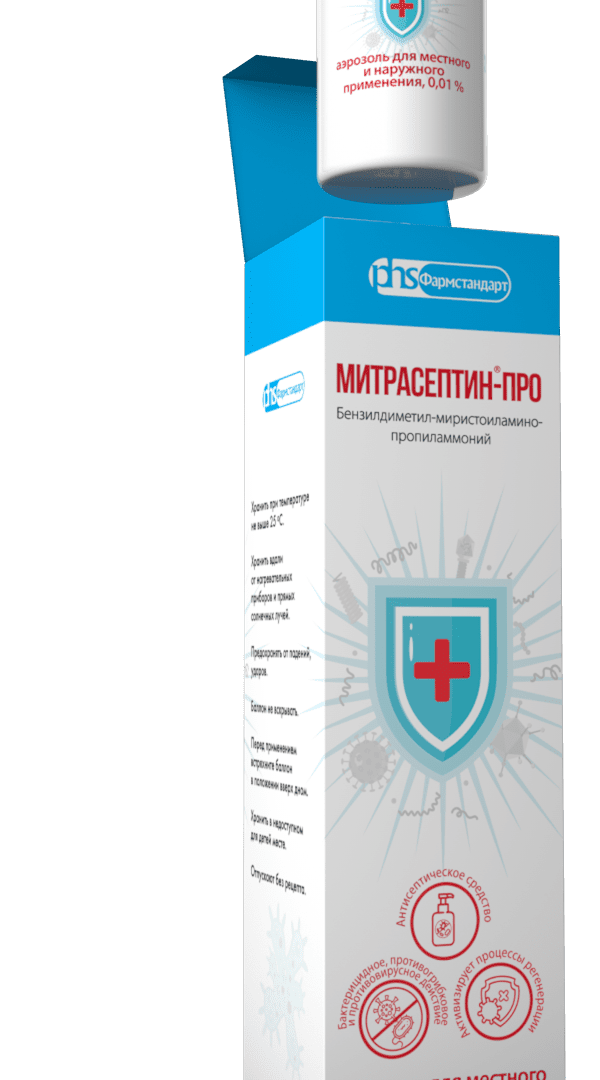 аэрозоль для местного
и наружного
применения, 0,01 %
phs Фармстандарт
МИТРАСЕПТИН®-ПРО
Бензилдиметил-миристоиламино-
пропиламмоний
phs Фармстандарт
Хранить при температуре
не выше 25 °С.
Хранить вдали
от нагревательных
приборов и прямых
солнечных лучей.
Предохранять от падений,
ударов.
Баллон не вскрывать.
Перед применением
встряхните баллон
в положении вверх дном.
Хранить в недоступном
для детей месте.
Отпускают без рецепта.
Антисептическое средство
Бактерицидное, противогрибковое
и противовирусное действие
Активизирует процессы регенерации
для местного